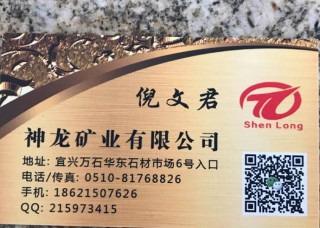 倪文君
Shen Long
神龙矿业有限公司
地址: 宜兴万石华东石材市场6号入口
电话/传真: 0510-81768826
手机: 18621507626
QQ: 215973415